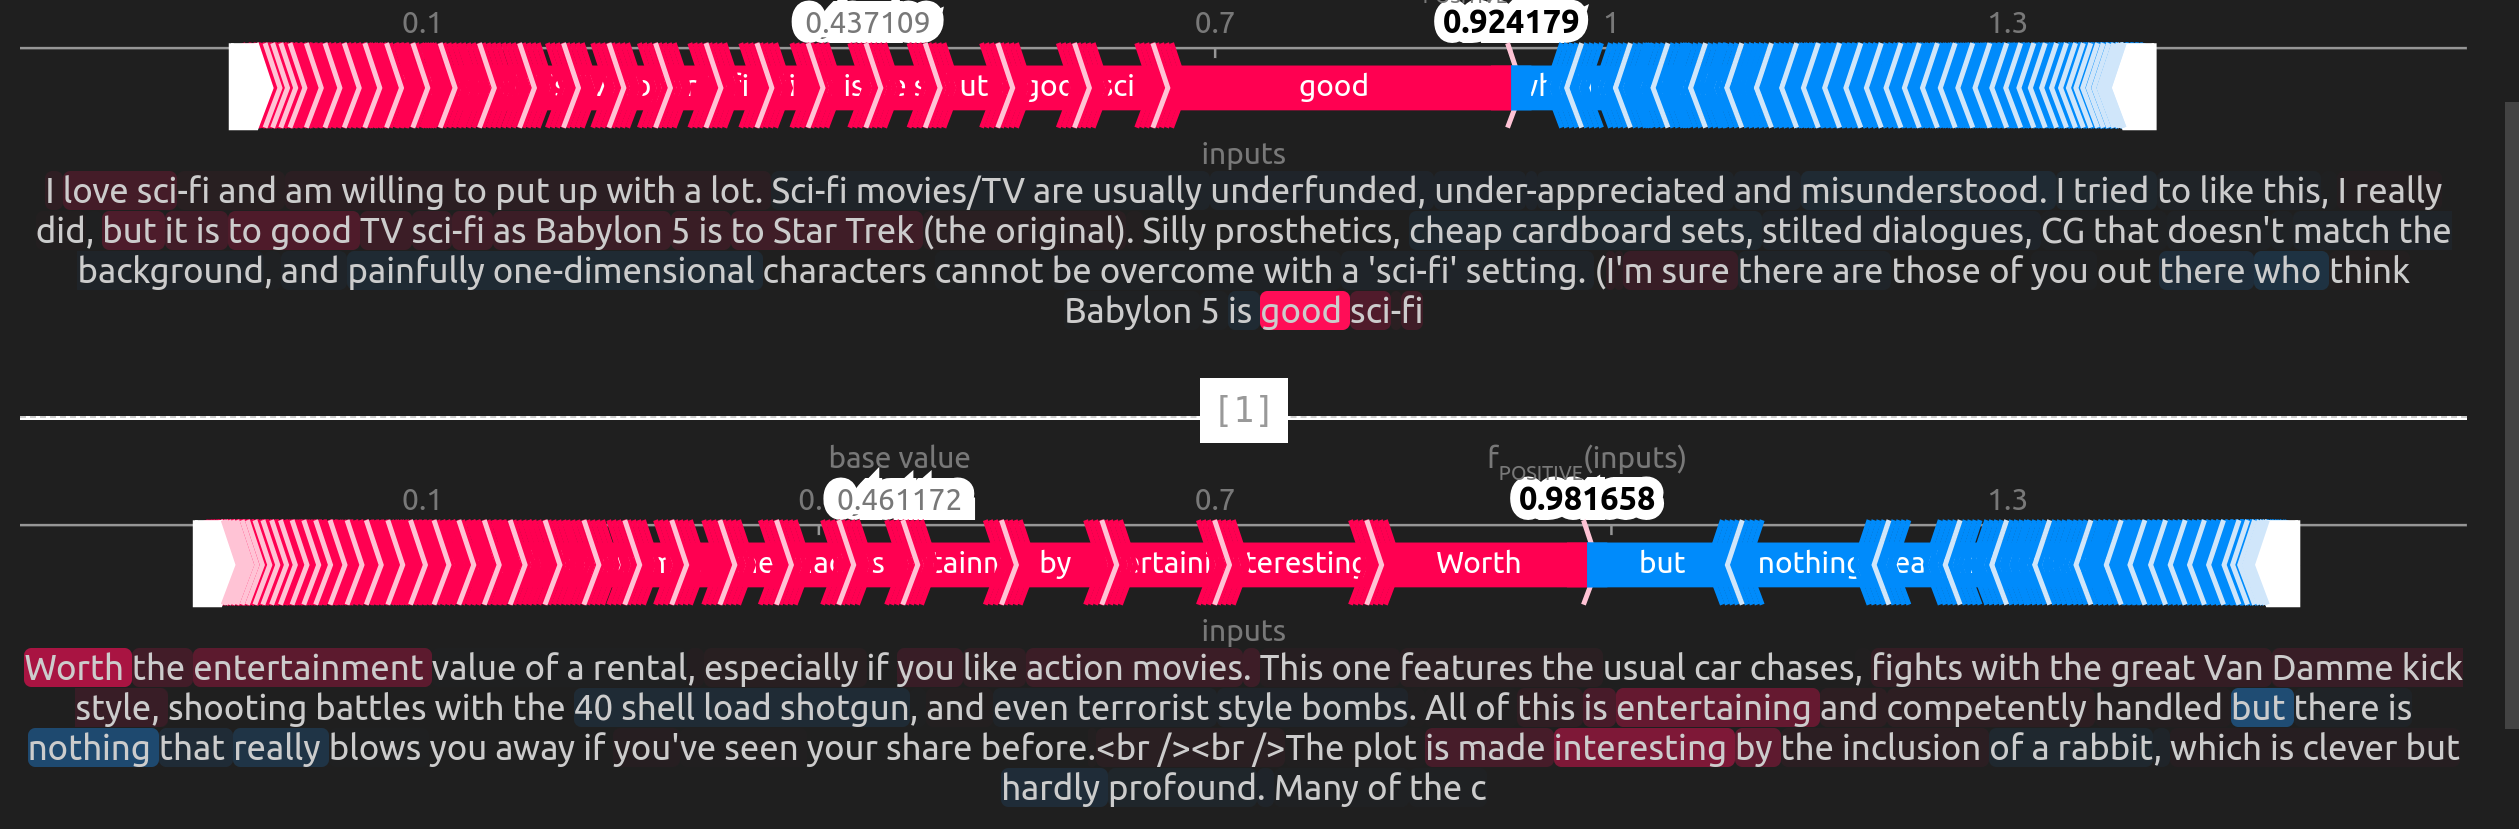 0.1 0.437109 0.7 0.924179 1 1.3
is ut sci good
inputs
I love sci-fi and am willing to put up with a lot. Sci-fi movies/TV are usually underfunded, under-appreciated and misunderstood. I tried to like this, I really
did, but it is to good TV sci-fi as Babylon 5 is to Star Trek (the original). Silly prosthetics, cheap cardboard sets, stilted dialogues, CG that doesn't match the
background, and painfully one-dimensional characters cannot be overcome with a 'sci-fi' setting. (I'm sure there are those of you out there who think
Babylon 5 is good sci-fi
[1]
base value f POSITIVE (inputs)
0.1 0. 0.461172 0.7 0.981658 1.3
s tainn by ertaini teresting Worth but nothing ea
inputs
Worth the entertainment value of a rental, especially if you like action movies. This one features the usual car chases, fights with the great Van Damme kick
style, shooting battles with the 40 shell load shotgun, and even terrorist style bombs. All of this is entertaining and competently handled but there is
nothing that really blows you away if you've seen your share before.<br /><br />The plot is made interesting by the inclusion of a rabbit, which is clever but
hardly profound. Many of the c